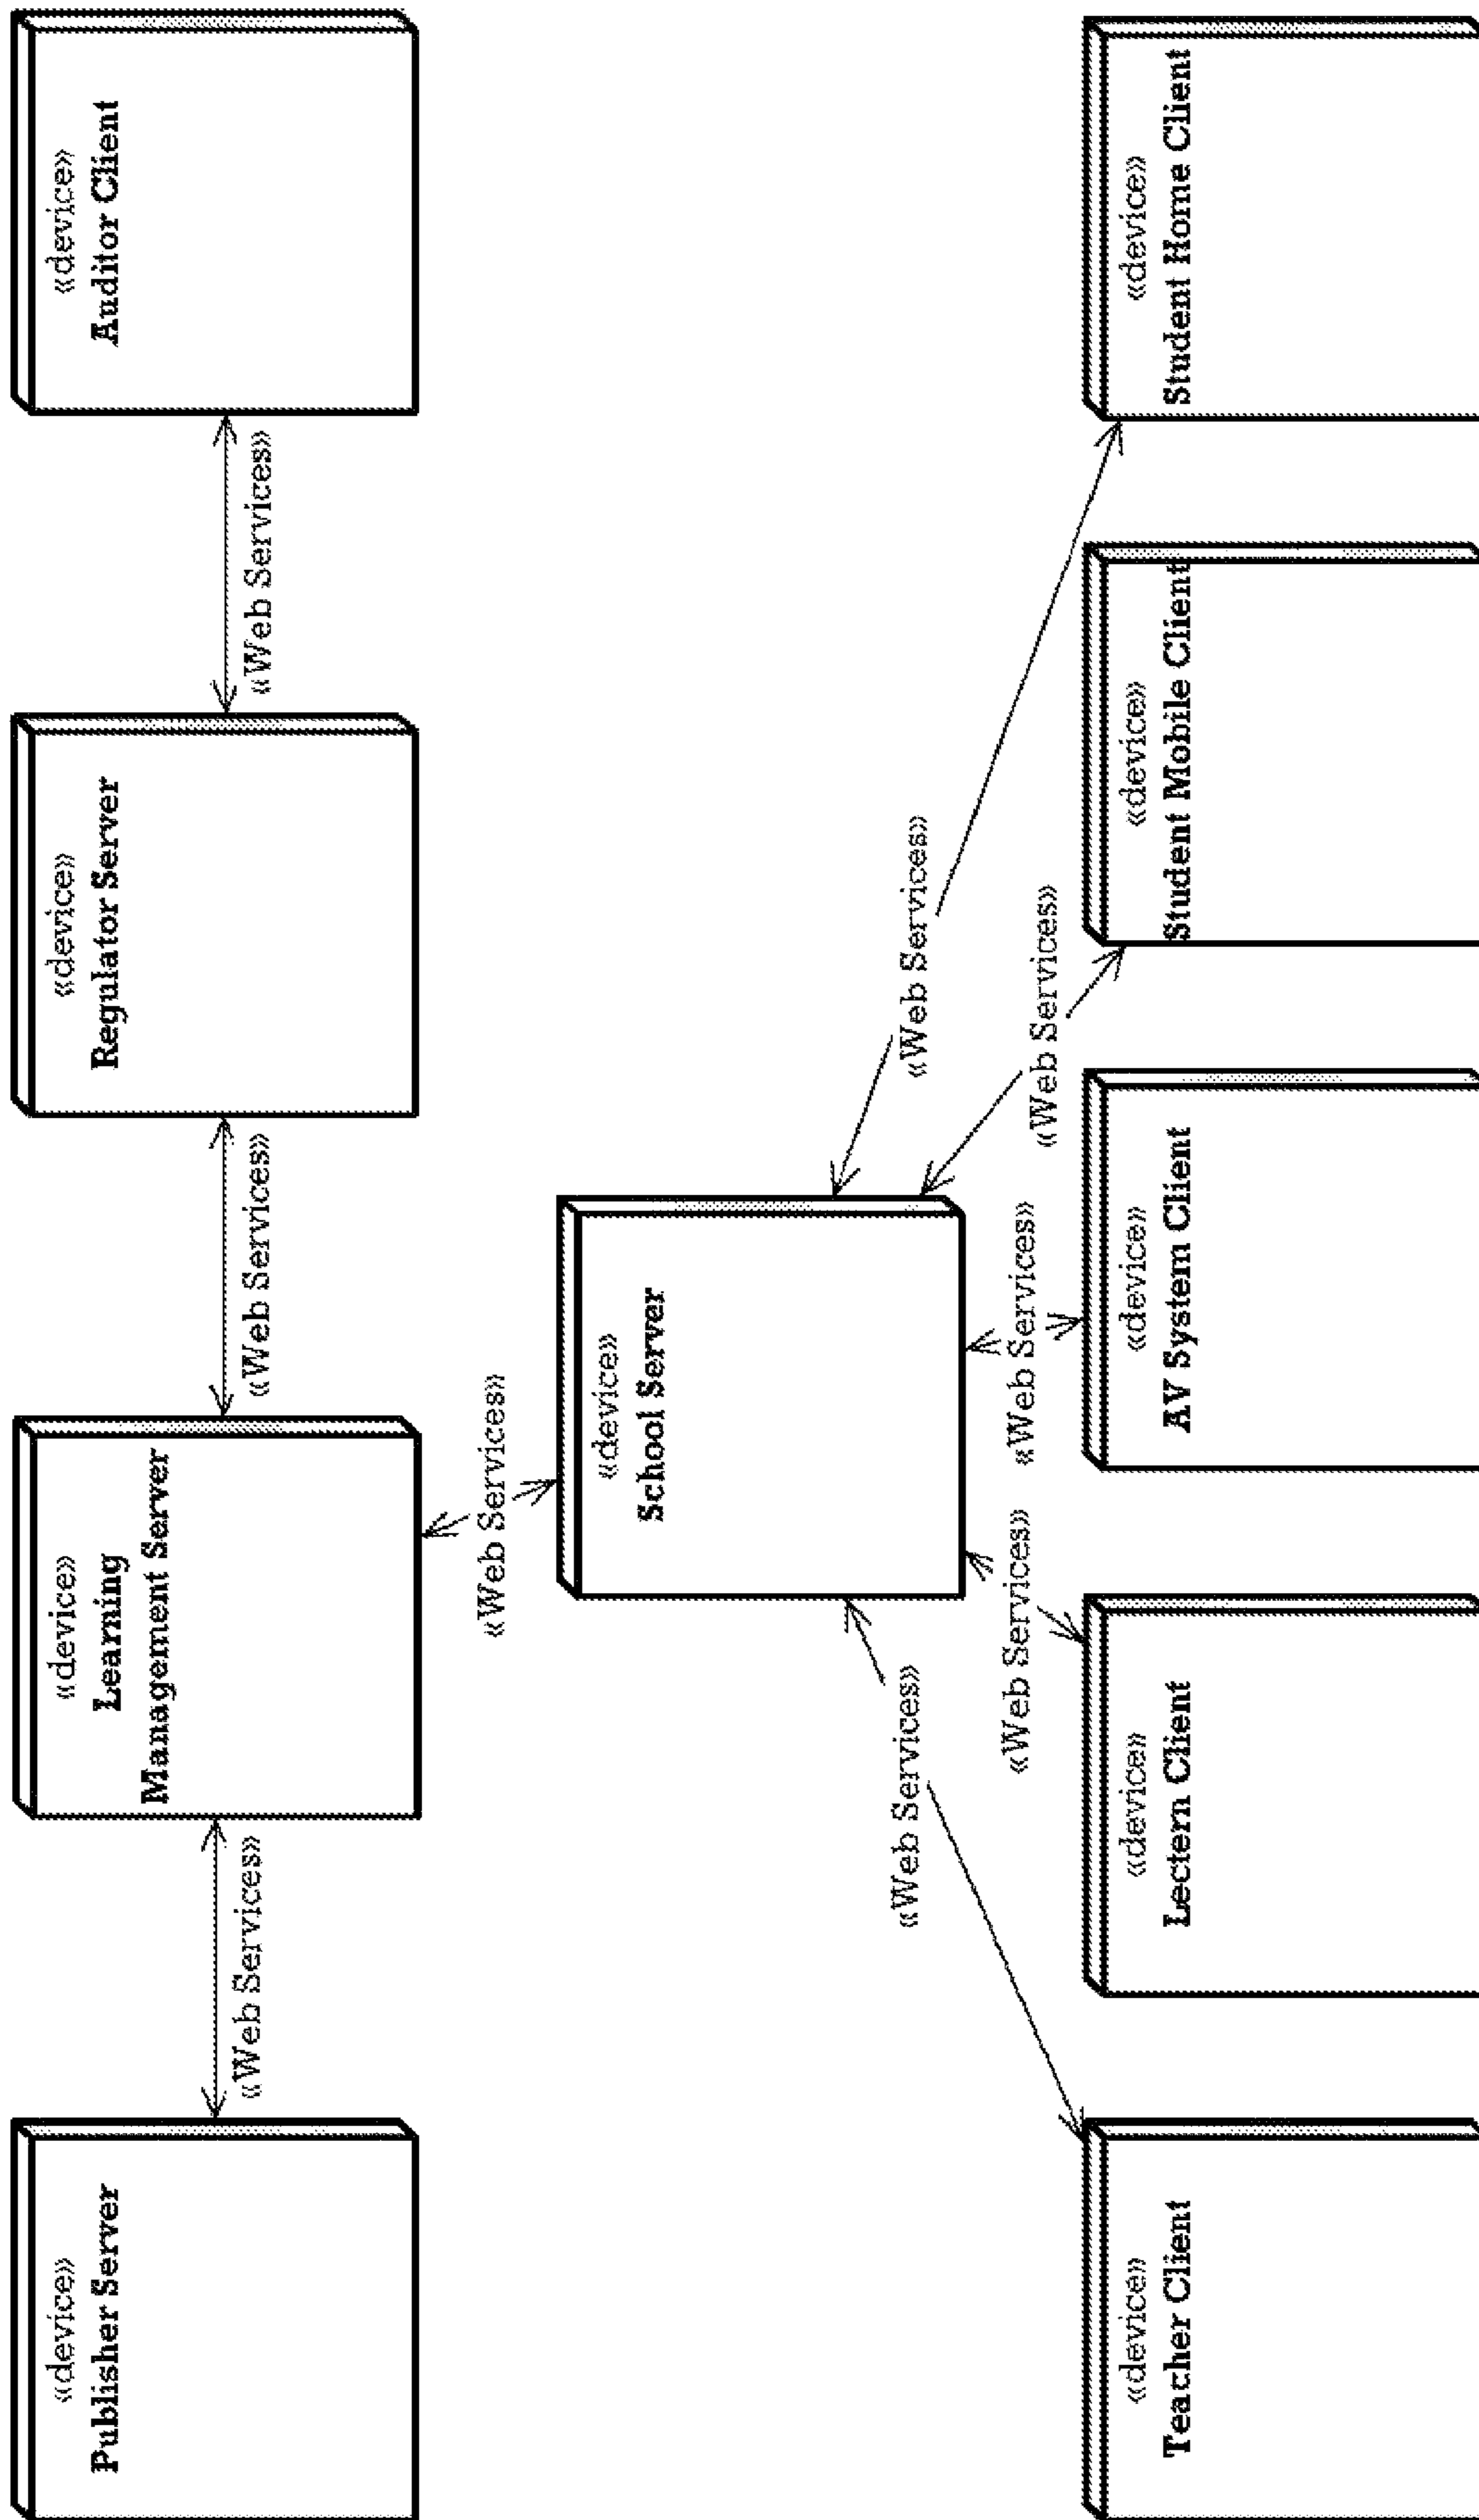 «device»
Publisher Server
«Web Services»
«device»
Learning
Management Server
«Web Services»
«device»
Regulator Server
«Web Services»
«device»
Auditor Client
«Web Services»
«device»
School Server
«Web Services»
«Web Services»
«Web Services»
«Web Services»
«Web Services»
«device»
Teacher Client
«device»
Lectern Client
«device»
AV System Client
«device»
Student Mobile Client
«device»
Student Home Client